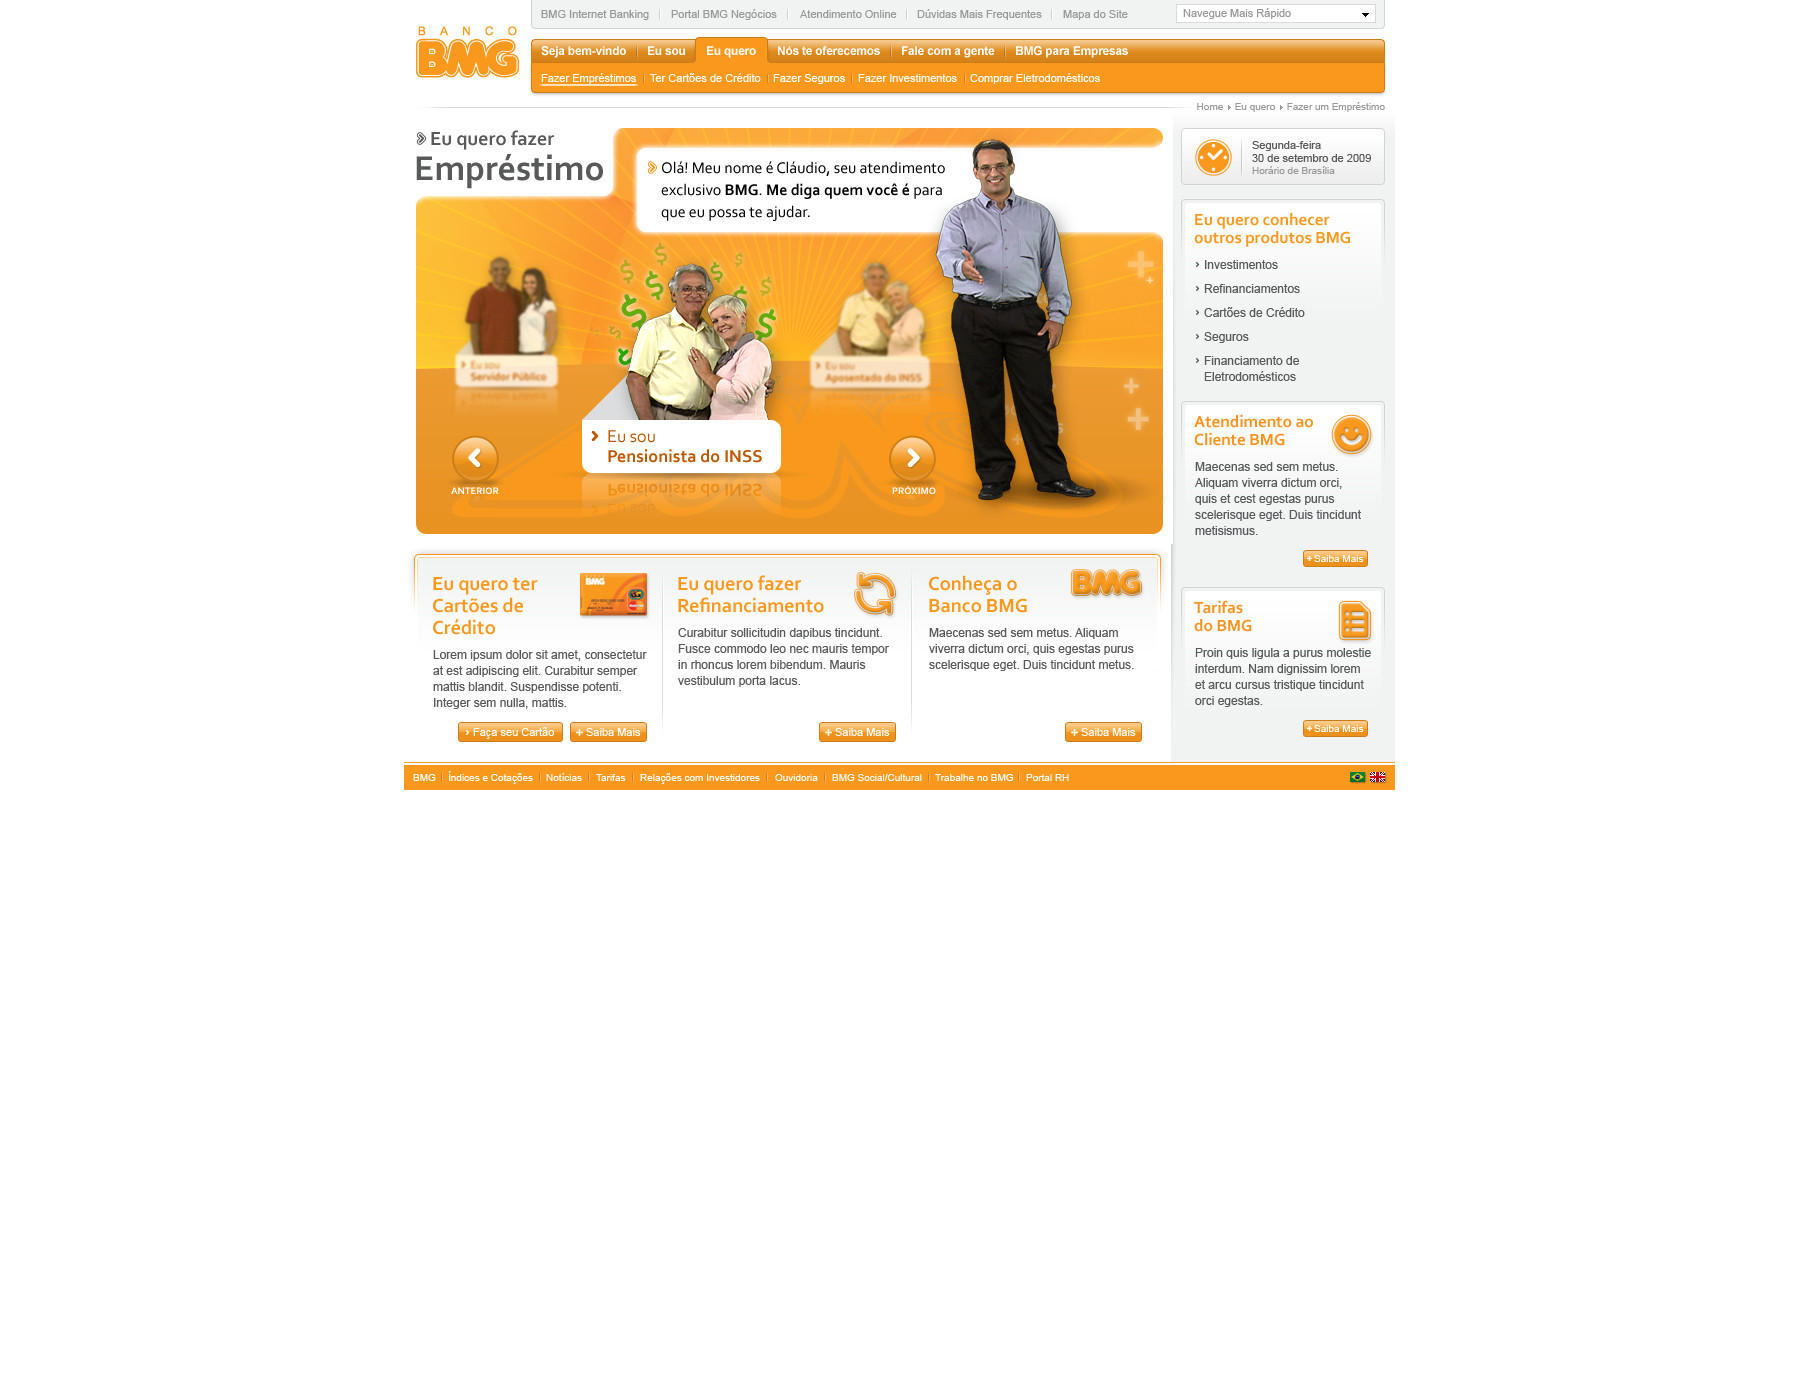 BMG Internet Banking
Portal BMG Negócios
Atendimento Online
Dúvidas Mais Frequentes
Mapa do Site
Navegue Mais Rápido
BANCO
BMG
Seja bem-vindo
Eu sou
Eu quero
Nós te oferecemos
Fale com a gente
BMG para Empresas
Fazer Empréstimos
Ter Cartões de Crédito
Fazer Seguros
Fazer Investimentos
Comprar Eletrodomésticos
Home
Eu quero
Fazer um Empréstimo
Eu quero fazer
Empréstimo
Olá! Meu nome é Cláudio, seu atendimento
exclusivo BMG. Me diga quem você é para
que eu possa te ajudar.
Eu sou
Servidor Público
Eu sou
Pensionista do INSS
Eu sou
Aposentado do INSS
ANTERIOR
PRÓXIMO
Segunda-feira
30 de setembro de 2009
Horário de Brasília
Eu quero conhecer
outros produtos BMG
Investimentos
Refinanciamentos
Cartões de Crédito
Seguros
Financiamento de
Eletrodomésticos
Atendimento ao
Cliente BMG
Maecenas sed sem metus.
Aliquam viverra dictum orci,
quis et cest egestas purus
scelerisque eget. Duis tincidunt
metisismus.
+ Saiba Mais
Tarifas
do BMG
Proin quis ligula a purus molestie
interdum. Nam dignissim lorem
et arcu cursus tristique tincidunt
orci egestas.
+ Saiba Mais
Eu quero ter
Cartões de
Crédito
BMG
Lorem ipsum dolor sit amet, consectetur
at est adipiscing elit. Curabitur semper
mattis blandit. Suspendisse potenti.
Integer sem nulla, mattis.
› Faça seu Cartão
+ Saiba Mais
Eu quero fazer
Refinanciamento
Curabitur sollicitudin dapibus tincidunt.
Fusce commodo leo nec mauris tempor
in rhoncus lorem bibendum. Mauris
vestibulum porta lacus.
+ Saiba Mais
Conheça o
Banco BMG
BMG
Maecenas sed sem metus. Aliquam
viverra dictum orci, quis egestas purus
scelerisque eget. Duis tincidunt metus.
+ Saiba Mais
BMG
Índices e Cotações
Notícias
Tarifas
Relações com Investidores
Ouvidoria
BMG Social/Cultural
Trabalhe no BMG
Portal RH